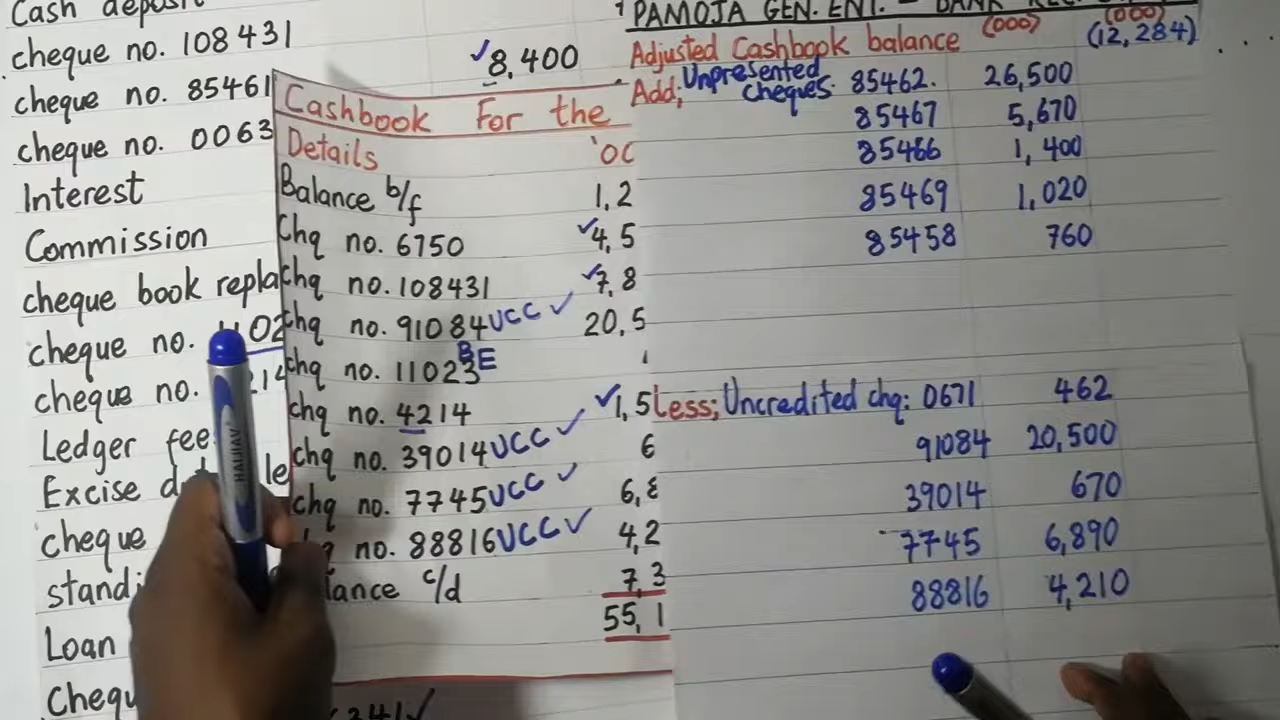 Cash deposit
cheque no. 108431
✓8,400
cheque no. 85461
cheque no. 0063
Interest
Commission
cheque book repla
cheque no. 1102
cheque no. 214
Ledger fee
Excise
cheque
standi
Loan
Chequ
Cashbook For the
Details
Balance b/f 1,2
Chq no. 6750 ✓4,5
Chq no. 108431 ✓7,8
Chq no. 91084 UCC ✓ 20,5
Chq no. 11023 BE
Chq no. 4214 ✓1,5
Chq no. 39014 UCC ✓ 6
Chq no. 7745 UCC ✓ 6,8
no. 88816 UCC ✓ 4,2
lance c/d 7,3
55,1
PAMOJA GEN. ENT. - BANK REC.
(000) (000)
Adjusted Cashbook balance (12,284)
Add; Unpresented cheques: 85462. 26,500
85467 5,670
85466 1,400
85469 1,020
85458 760
Less; Uncredited chq: 0671 462
91084 20,500
39014 670
7745 6,890
88816 4,210
HAIJIAV